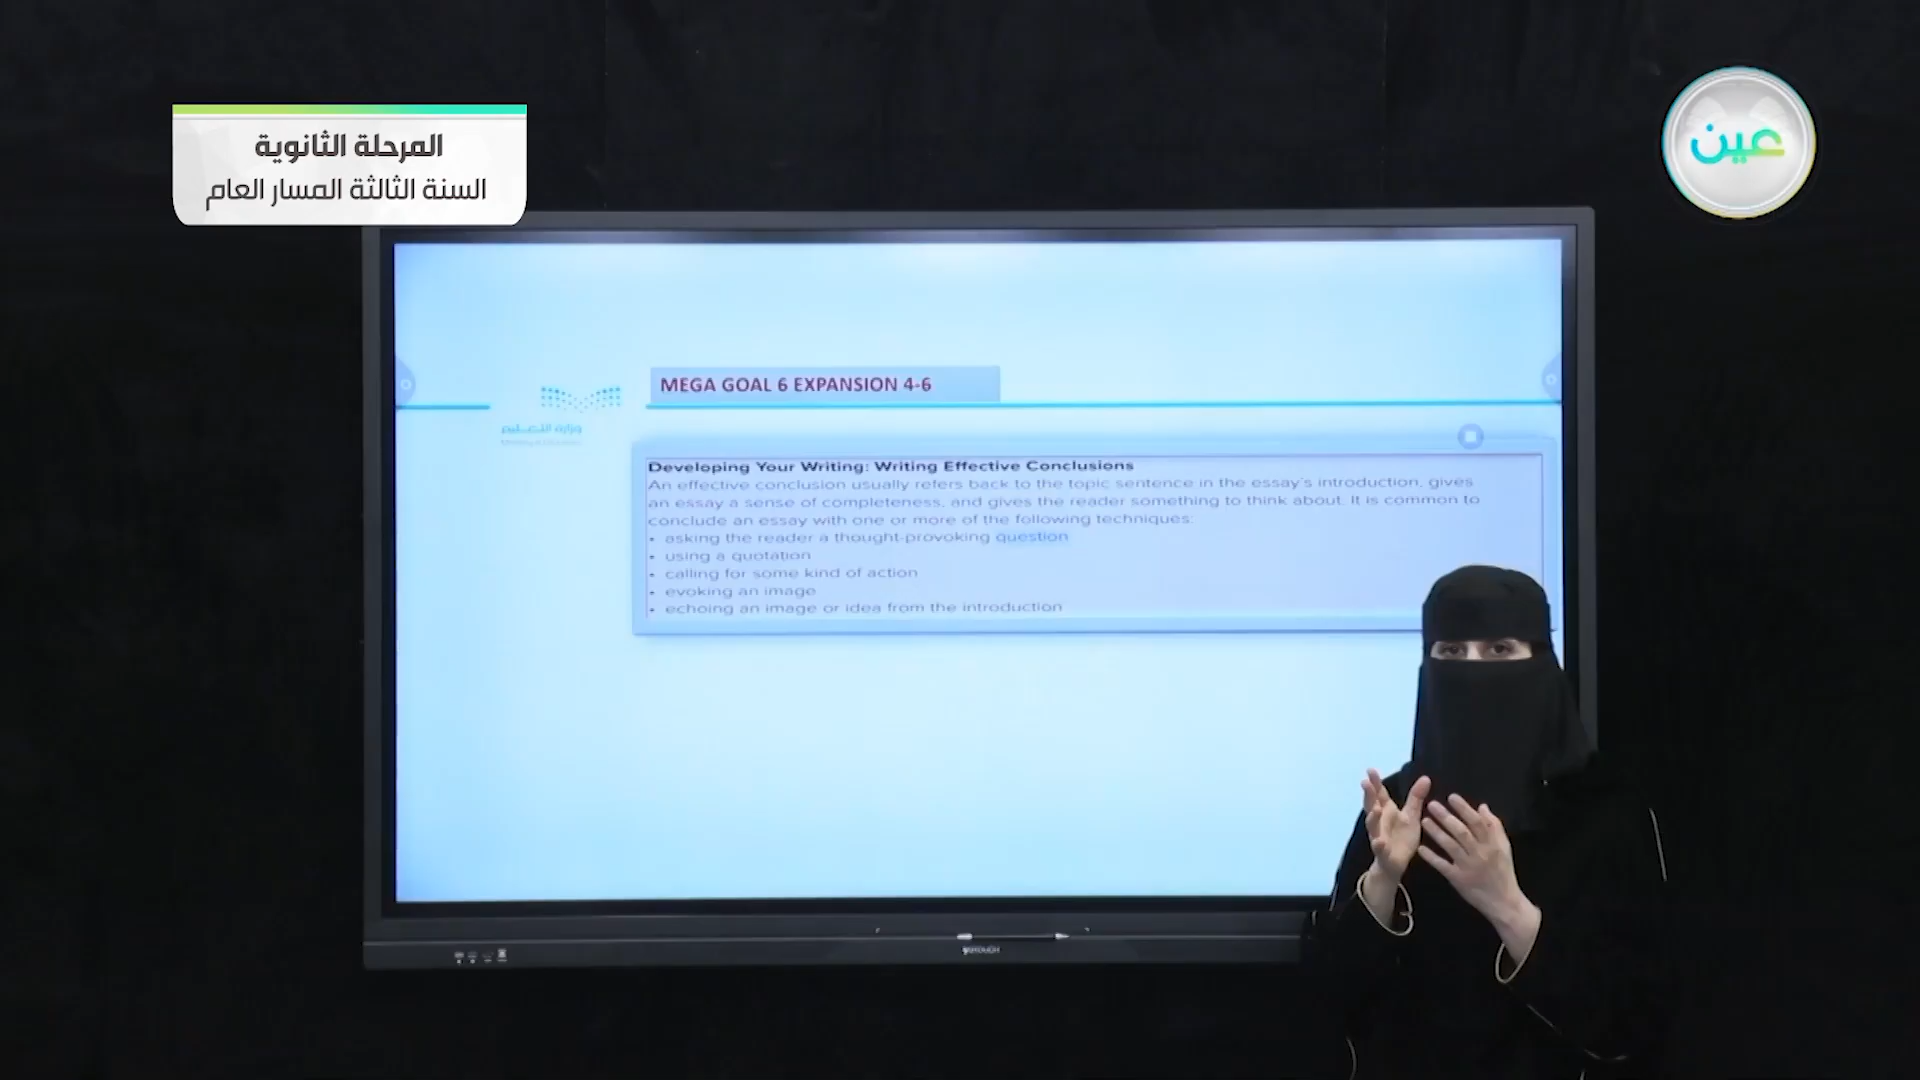 المرحلة الثانوية
السنة الثالثة المسار العام
عين
MEGA GOAL 6 EXPANSION 4-6
وزارة التعليم
Developing Your Writing: Writing Effective Conclusions
An effective conclusion usually refers back to the topic sentence in the essay's introduction, gives
an essay a sense of completeness, and gives the reader something to think about. It is common to
conclude an essay with one or more of the following techniques:
• asking the reader a thought-provoking question
• using a quotation
• calling for some kind of action
• evoking an image
• echoing an image or idea from the introduction